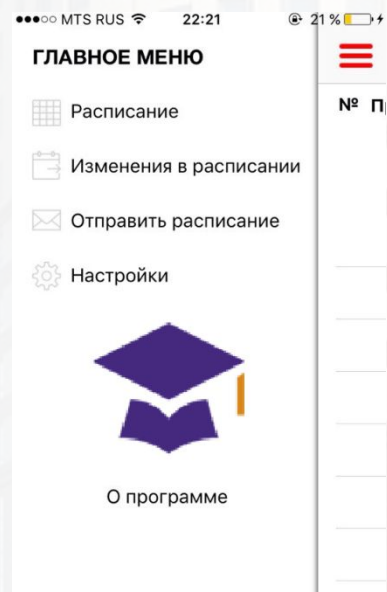 ●●●○○ MTS RUS 22:21 21 %
ГЛАВНОЕ МЕНЮ
№
Расписание
Изменения в расписании
Отправить расписание
Настройки
О программе